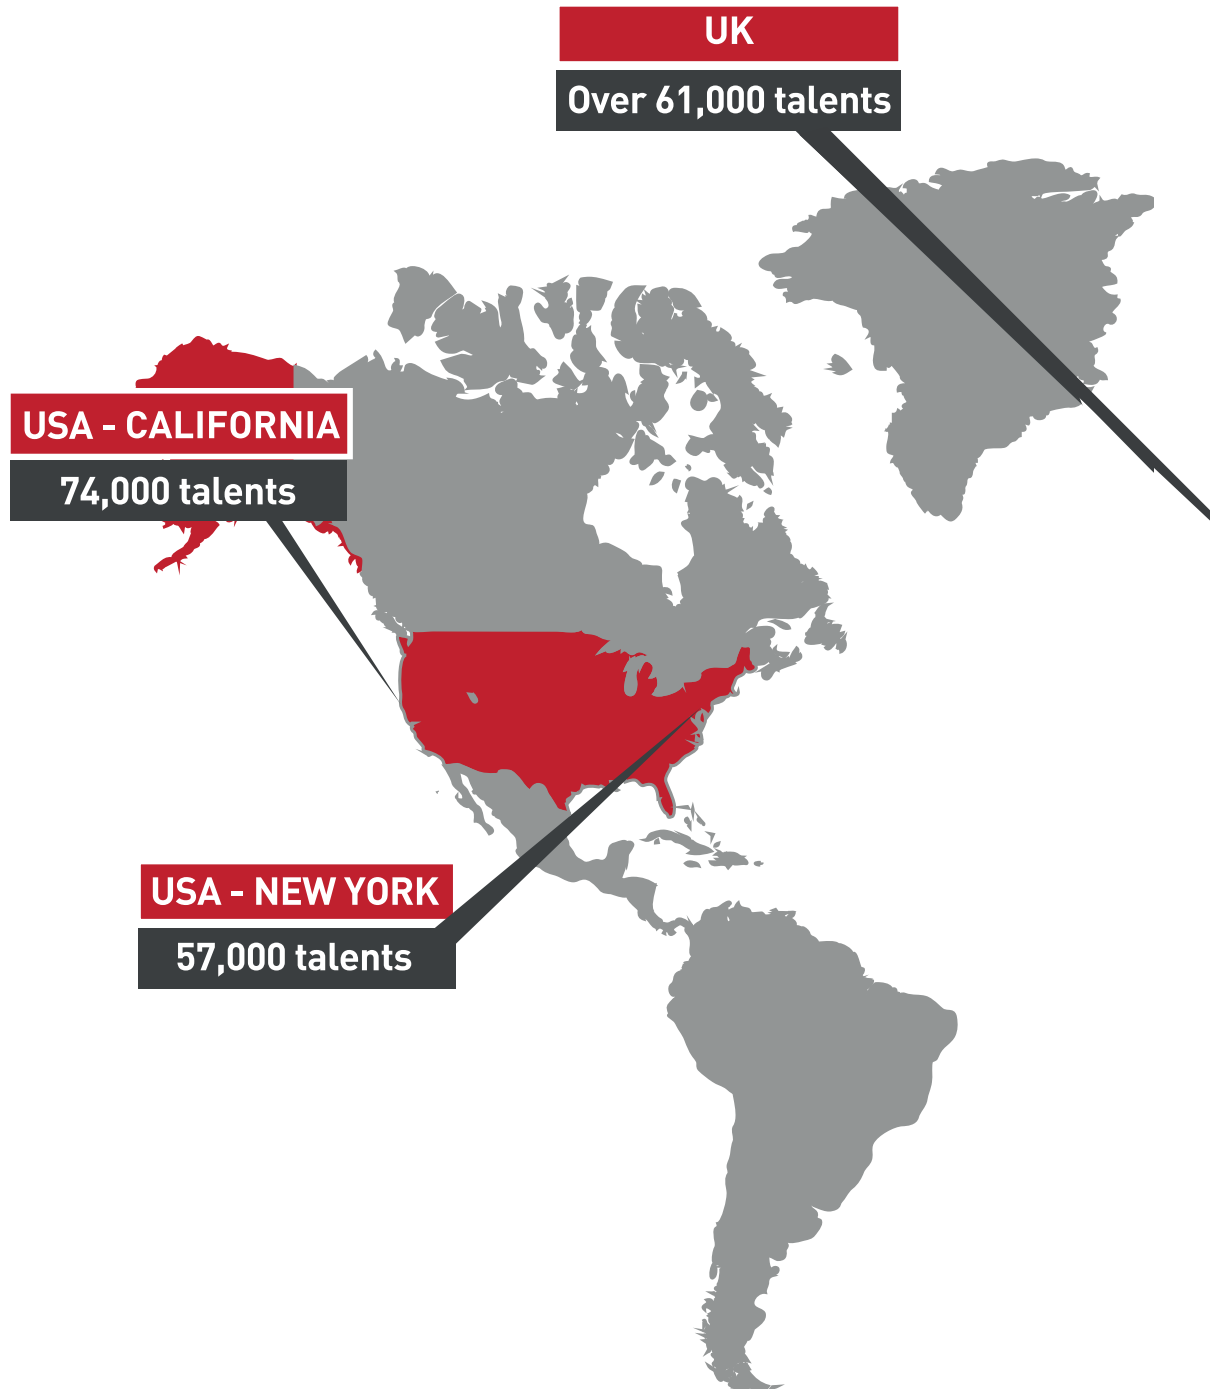 UK
Over 61,000 talents
USA - CALIFORNIA
74,000 talents
USA - NEW YORK
57,000 talents